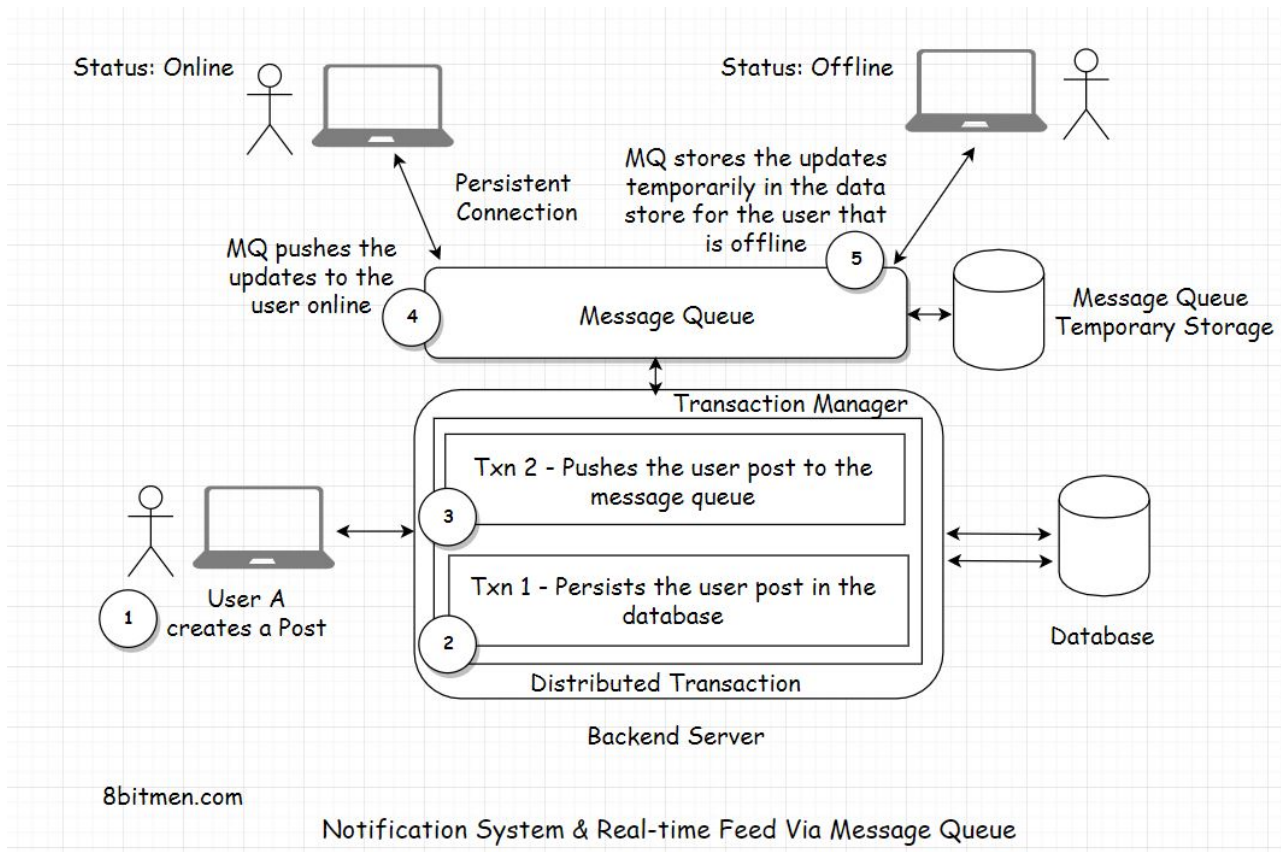 Status: Online
Status: Offline
Persistent
Connection
MQ stores the updates
temporarily in the data
store for the user that
is offline
5
MQ pushes the
updates to the
user online
4
Message Queue
Message Queue
Temporary Storage
Transaction Manager
Txn 2 - Pushes the user post to the
message queue
3
Txn 1 - Persists the user post in the
database
2
1
User A
creates a Post
Database
Distributed Transaction
Backend Server
8bitmen.com
Notification System & Real-time Feed Via Message Queue